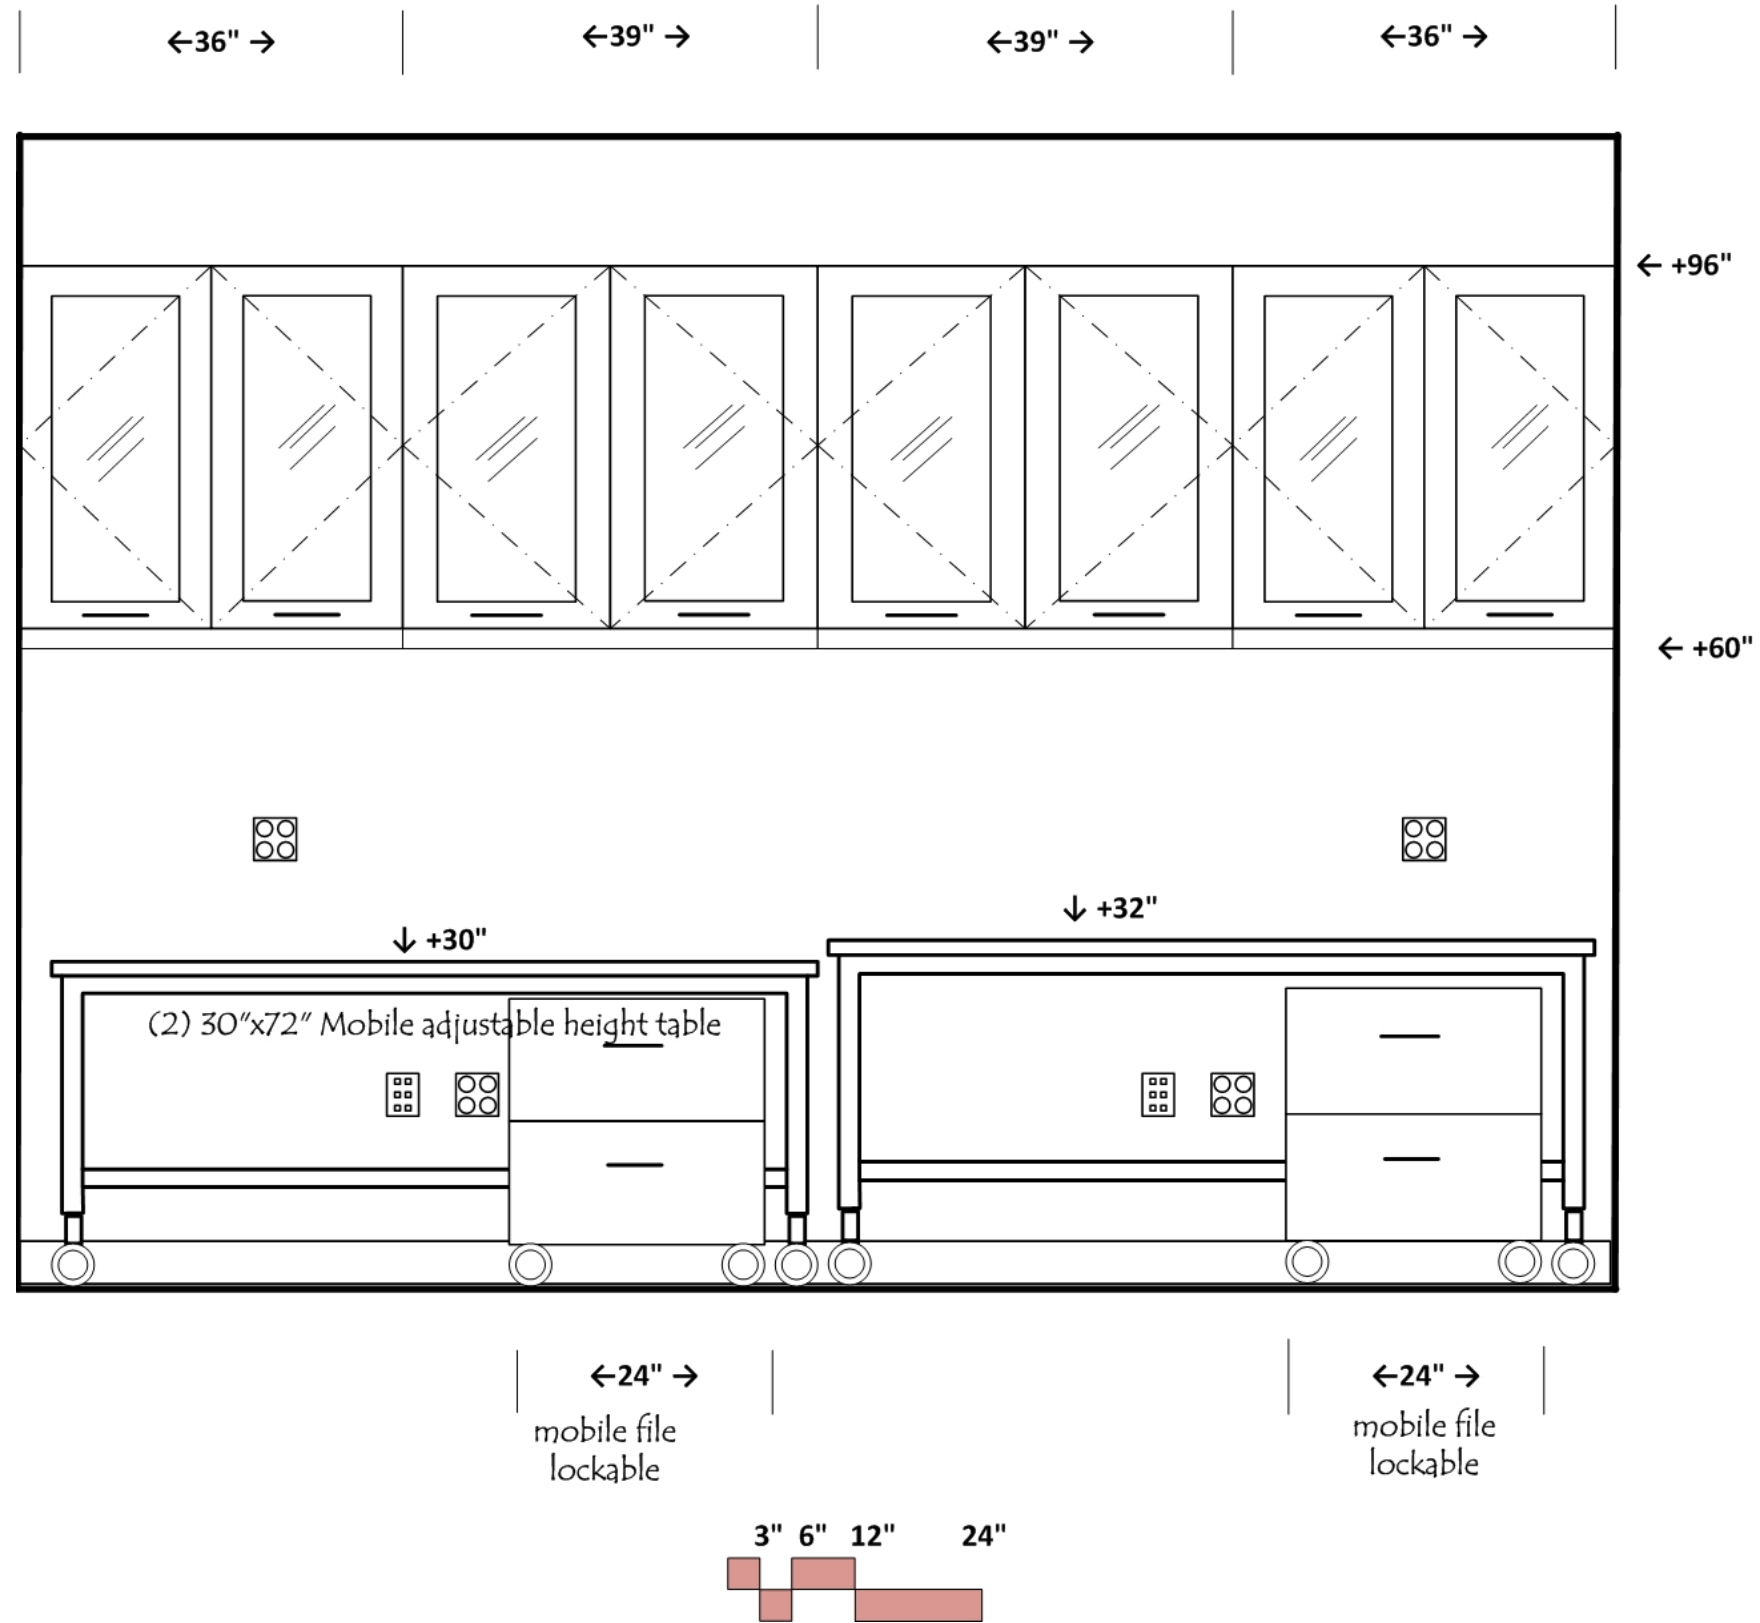 ←36" →
←39" →
←39" →
←36" →
← +96"
← +60"
↓ +32"
↓ +30"
(2) 30"x72" Mobile adjustable height table
←24" →
←24" →
mobile file
lockable
mobile file
lockable
3" 6" 12" 24"